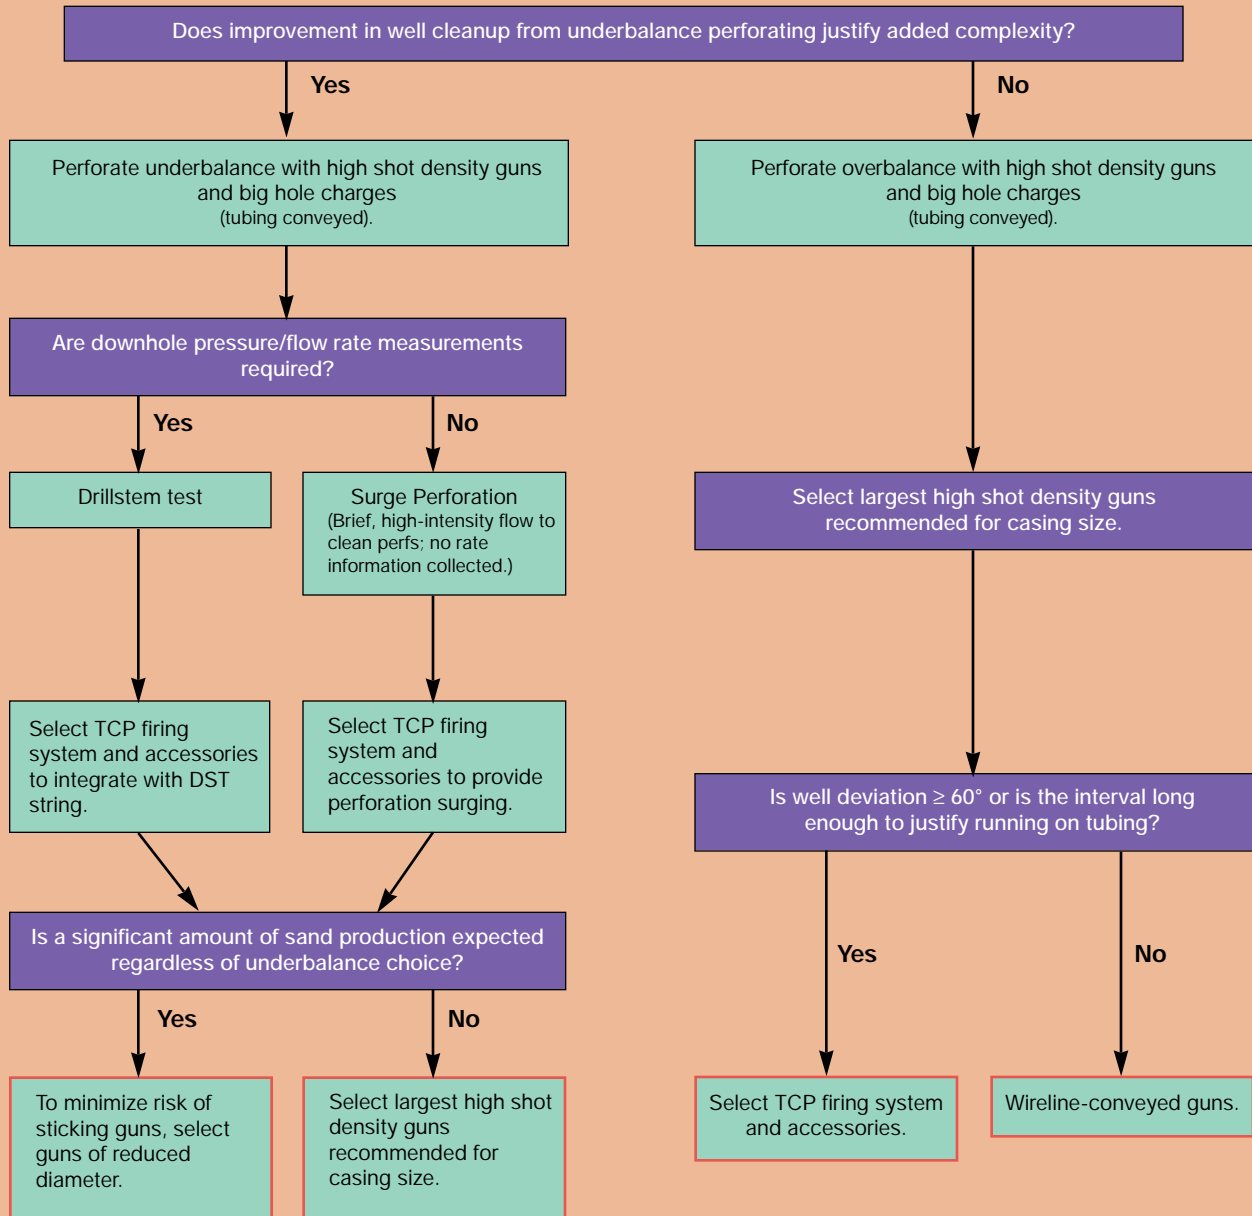 Does improvement in well cleanup from underbalance perforating justify added complexity?
Yes
No
Perforate underbalance with high shot density guns
and big hole charges
(tubing conveyed).
Perforate overbalance with high shot density guns
and big hole charges
(tubing conveyed).
Are downhole pressure/flow rate measurements
required?
Yes
No
Drillstem test
Surge Perforation
(Brief, high-intensity flow to
clean perfs; no rate
information collected.)
Select largest high shot density guns
recommended for casing size.
Select TCP firing
system and accessories
to integrate with DST
string.
Select TCP firing
system and
accessories to provide
perforation surging.
Is well deviation ≥ 60° or is the interval long
enough to justify running on tubing?
Is a significant amount of sand production expected
regardless of underbalance choice?
Yes
No
Yes
No
To minimize risk of
sticking guns, select
guns of reduced
diameter.
Select largest high shot
density guns
recommended for
casing size.
Select TCP firing system
and accessories.
Wireline-conveyed guns.